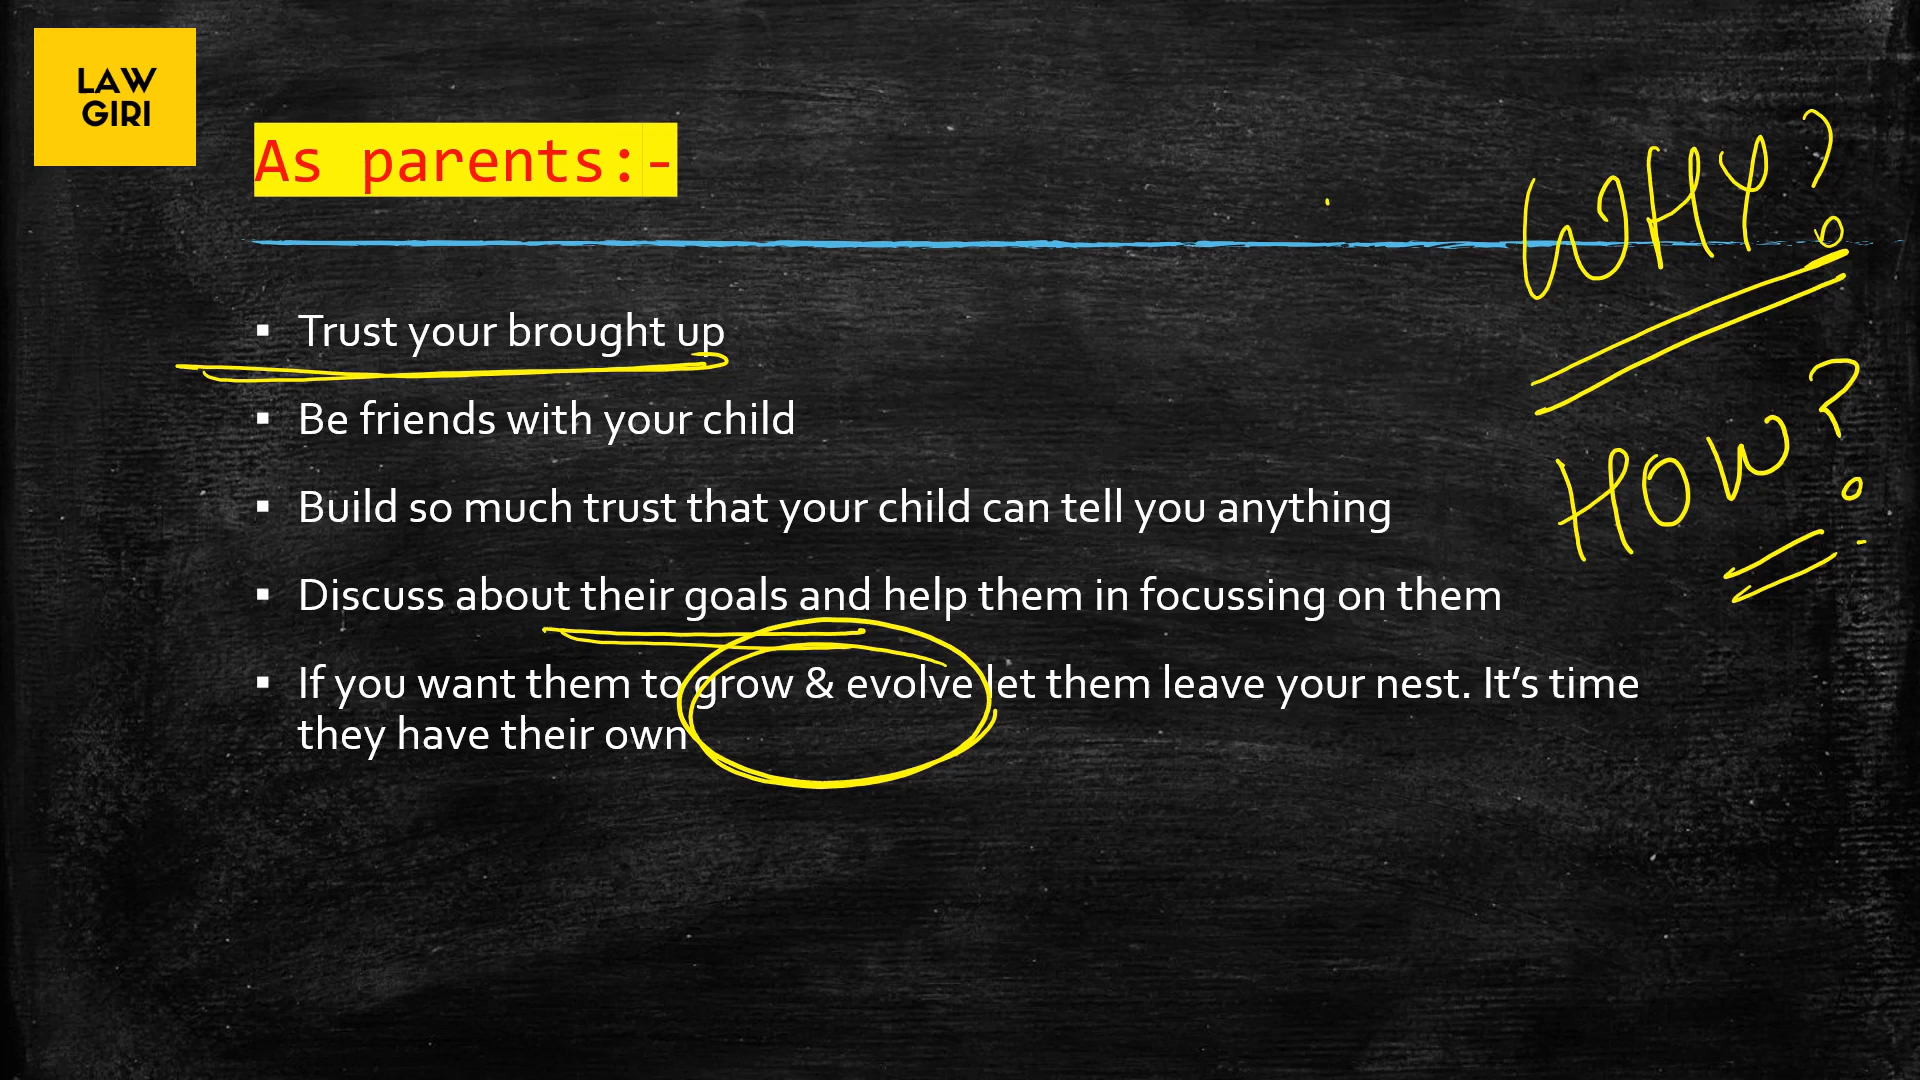 LAW
GIRI
As parents:-
WHY?
▪ Trust your brought up
▪ Be friends with your child
HOW?
▪ Build so much trust that your child can tell you anything
▪ Discuss about their goals and help them in focussing on them
▪ If you want them to grow & evolve let them leave your nest. It’s time
they have their own